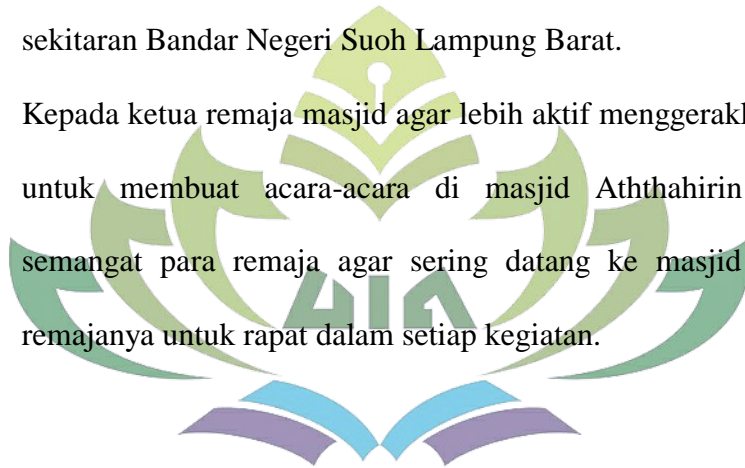 sekitaran Bandar Negeri Suoh Lampung Barat.
Kepada ketua remaja masjid agar lebih aktif
untuk membuat acara-acara di masjid Aththahirin
semangat para remaja agar sering datang ke masjid
remajanya untuk rapat dalam setiap kegiatan.
UIN